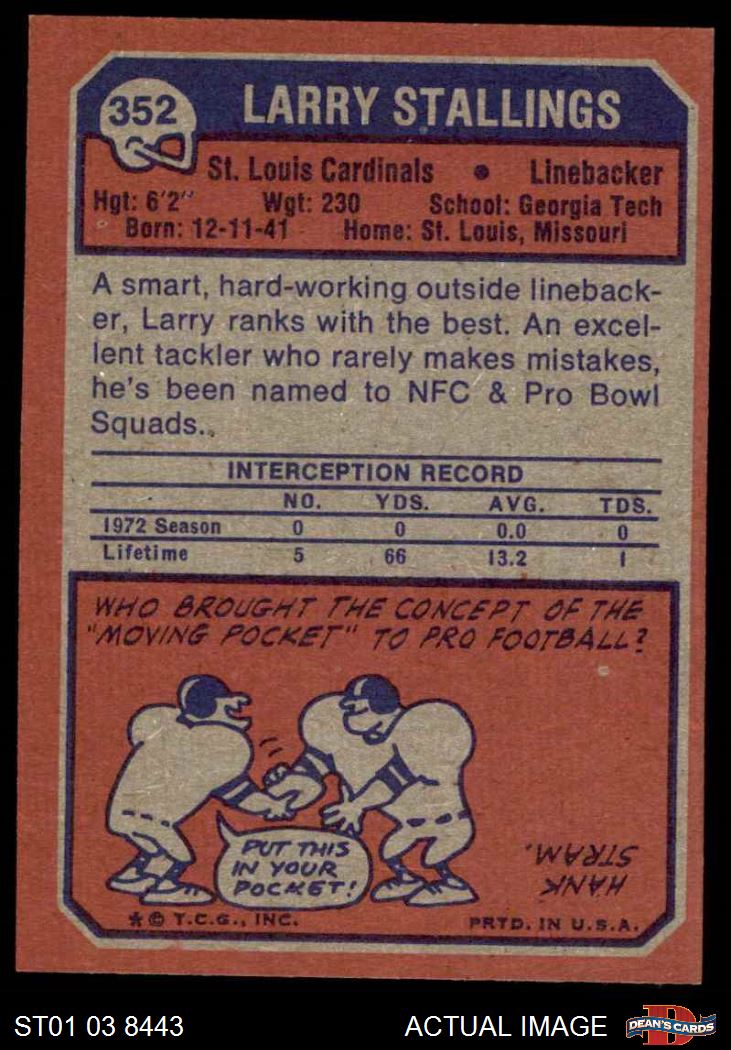 352
LARRY STALLINGS
St. Louis Cardinals • Linebacker
Hgt: 6'2" Wgt: 230 School: Georgia Tech
Born: 12-11-41 Home: St. Louis, Missouri
A smart, hard-working outside lineback-
er, Larry ranks with the best. An excel-
lent tackler who rarely makes mistakes,
he's been named to NFC & Pro Bowl
Squads.
INTERCEPTION RECORD
NO. YDS. AVG. TDS.
1972 Season 0 0 0.0 0
Lifetime 5 66 13.2 1
WHO BROUGHT THE CONCEPT OF THE
"MOVING POCKET" TO PRO FOOTBALL?
PUT THIS
IN YOUR
POCKET!
HANK
STRAM.
* © T.C.G., INC. PRTD. IN U.S.A.
ST01 03 8443 ACTUAL IMAGE D DEAN'S CARDS